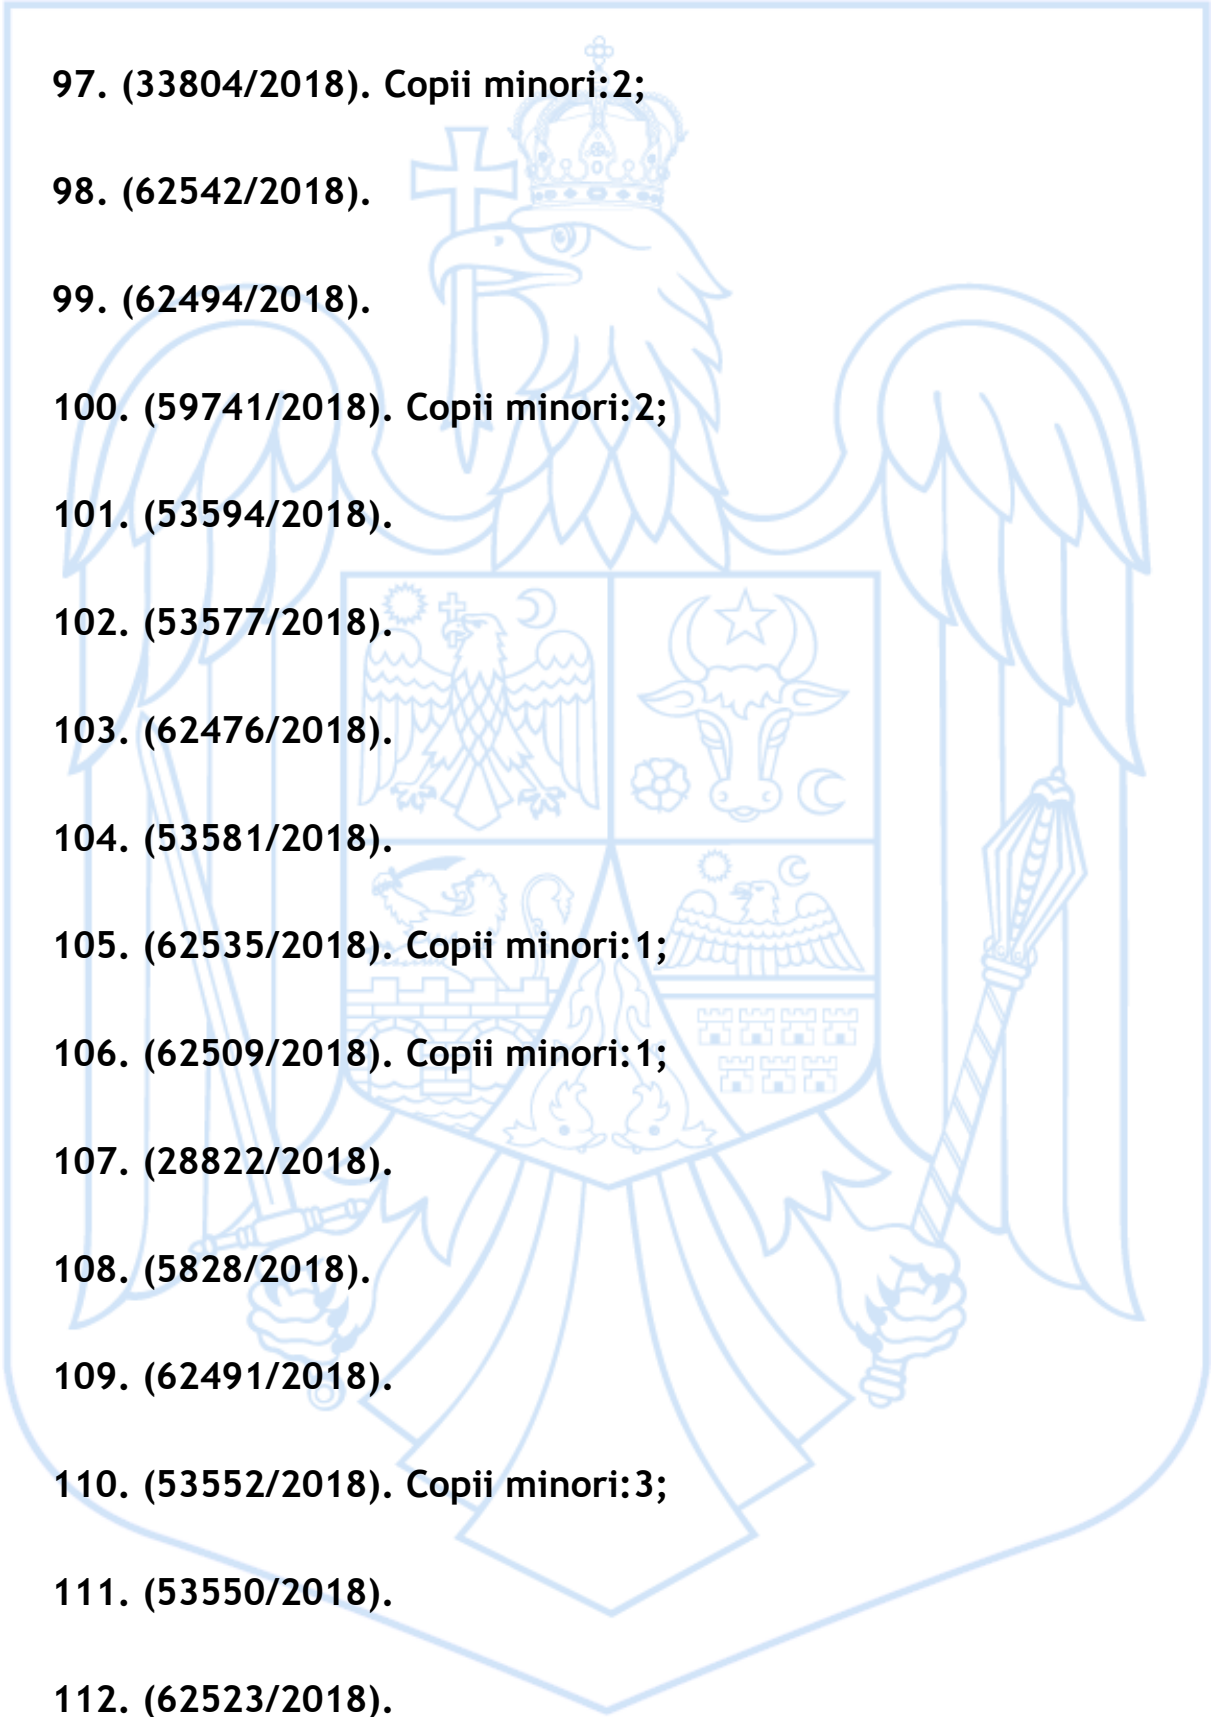 97. (33804/2018). Copii minori:2;
98. (62542/2018).
99. (62494/2018).
100. (59741/2018). Copii minori:2;
101. (53594/2018).
102. (53577/2018).
103. (62476/2018).
104. (53581/2018).
105. (62535/2018). Copii minori:1;
106. (62509/2018). Copii minori:1;
107. (28822/2018).
108. (5828/2018).
109. (62491/2018).
110. (53552/2018). Copii minori:3;
111. (53550/2018).
112. (62523/2018).